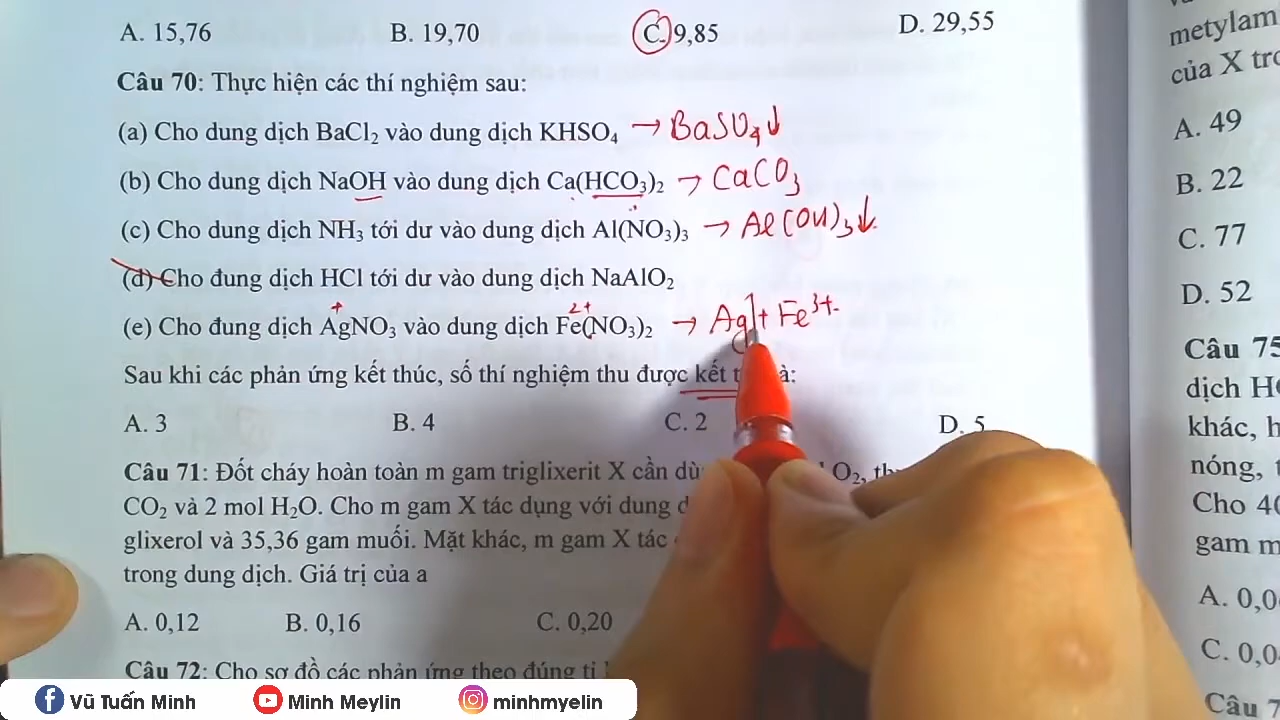 A. 15,76 B. 19,70 C. 9,85 D. 29,55
Câu 70: Thực hiện các thí nghiệm sau:
(a) Cho dung dịch BaCl₂ vào dung dịch KHSO₄ → BaSO₄↓
(b) Cho dung dịch NaOH vào dung dịch Ca(HCO₃)₂ → CaCO₃
(c) Cho dung dịch NH₃ tới dư vào dung dịch Al(NO₃)₃ → Al(OH)₃↓
(d) Cho đung dịch HCl tới dư vào dung dịch NaAlO₂
+ 2+
(e) Cho đung dịch AgNO₃ vào dung dịch Fe(NO₃)₂ → Ag + Fe³⁺
Sau khi các phản ứng kết thúc, số thí nghiệm thu được kết
A. 3 B. 4 C. 2 D. 5
Câu 71: Đốt cháy hoàn toàn m gam triglixerit X cần O₂,
CO₂ và 2 mol H₂O. Cho m gam X tác dụng với dung
glixerol và 35,36 gam muối. Mặt khác, m gam X tác
trong dung dịch. Giá trị của a
A. 0,12 B. 0,16 C. 0,20
Câu 72: Cho sơ đồ các phản ứng theo đúng tỉ
metylam
của X
A. 49
B. 22
C. 77
D. 52
Câu 75
dịch
khác,
nóng,
Cho
gam
A. 0,0
C. 0,0
Câu 7
Vũ Tuấn Minh Minh Meylin minhmyelin